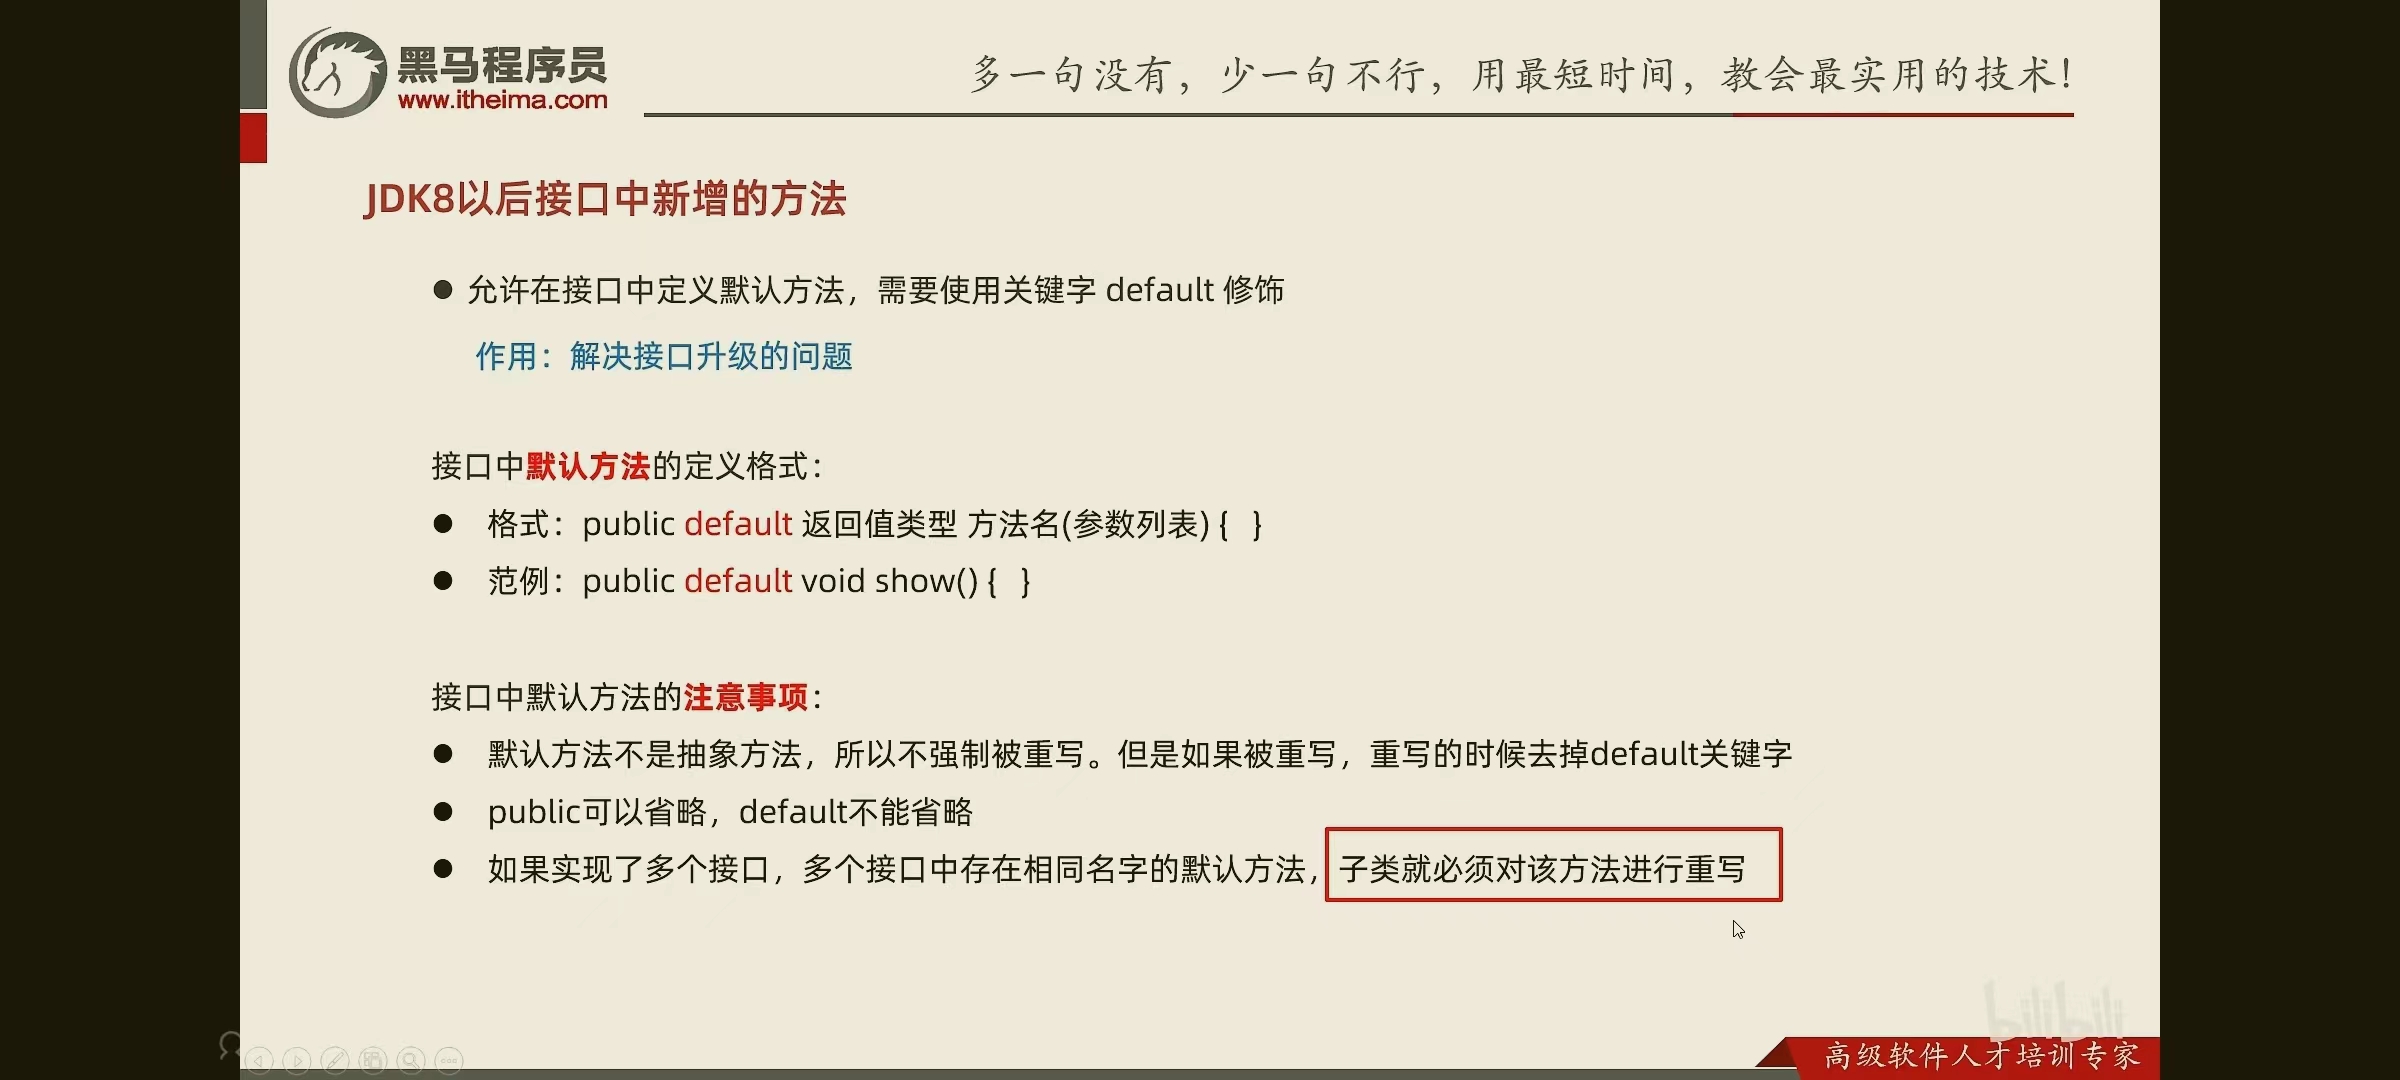 黑马程序员
www.itheima.com
多一句没有，少一句不行，用最短时间，教会最实用的技术！
JDK8以后接口中新增的方法
● 允许在接口中定义默认方法，需要使用关键字 default 修饰
作用：解决接口升级的问题
接口中默认方法的定义格式：
● 格式：public default 返回值类型 方法名(参数列表) { }
● 范例：public default void show() { }
接口中默认方法的注意事项：
● 默认方法不是抽象方法，所以不强制被重写。但是如果被重写，重写的时候去掉default关键字
● public可以省略，default不能省略
● 如果实现了多个接口，多个接口中存在相同名字的默认方法，子类就必须对该方法进行重写
bilibili
高级软件人才培训专家